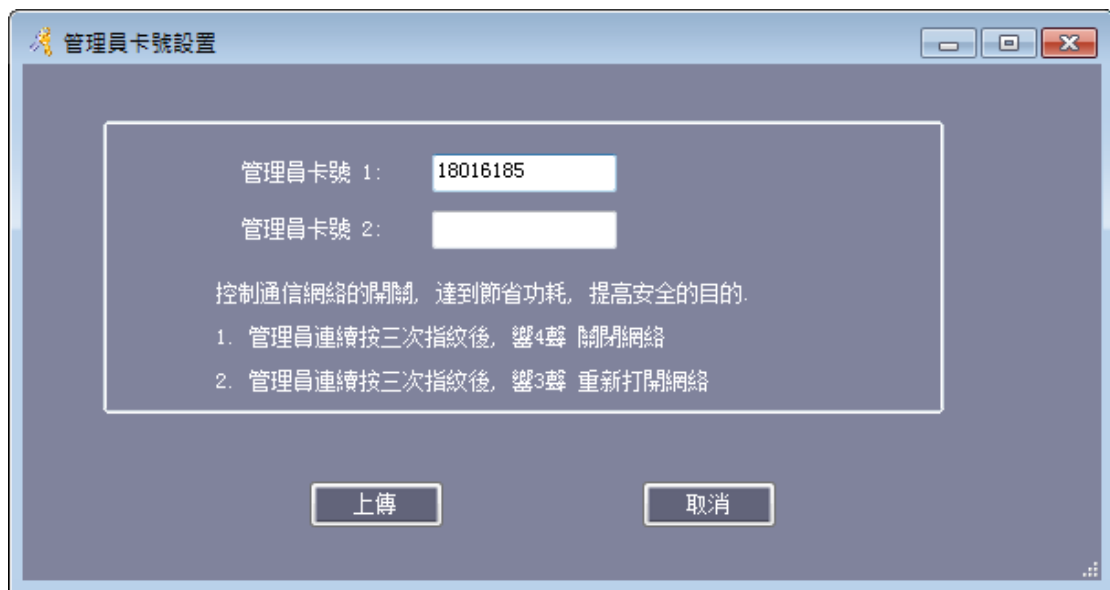 管理員卡號設置
管理員卡號 1: 18016185
管理員卡號 2:
控制通信網絡的開關, 達到節省功耗, 提高安全的目的.
1. 管理員連續按三次指紋後, 響4聲 關閉網絡
2. 管理員連續按三次指紋後, 響3聲 重新打開網絡
上傳 取消